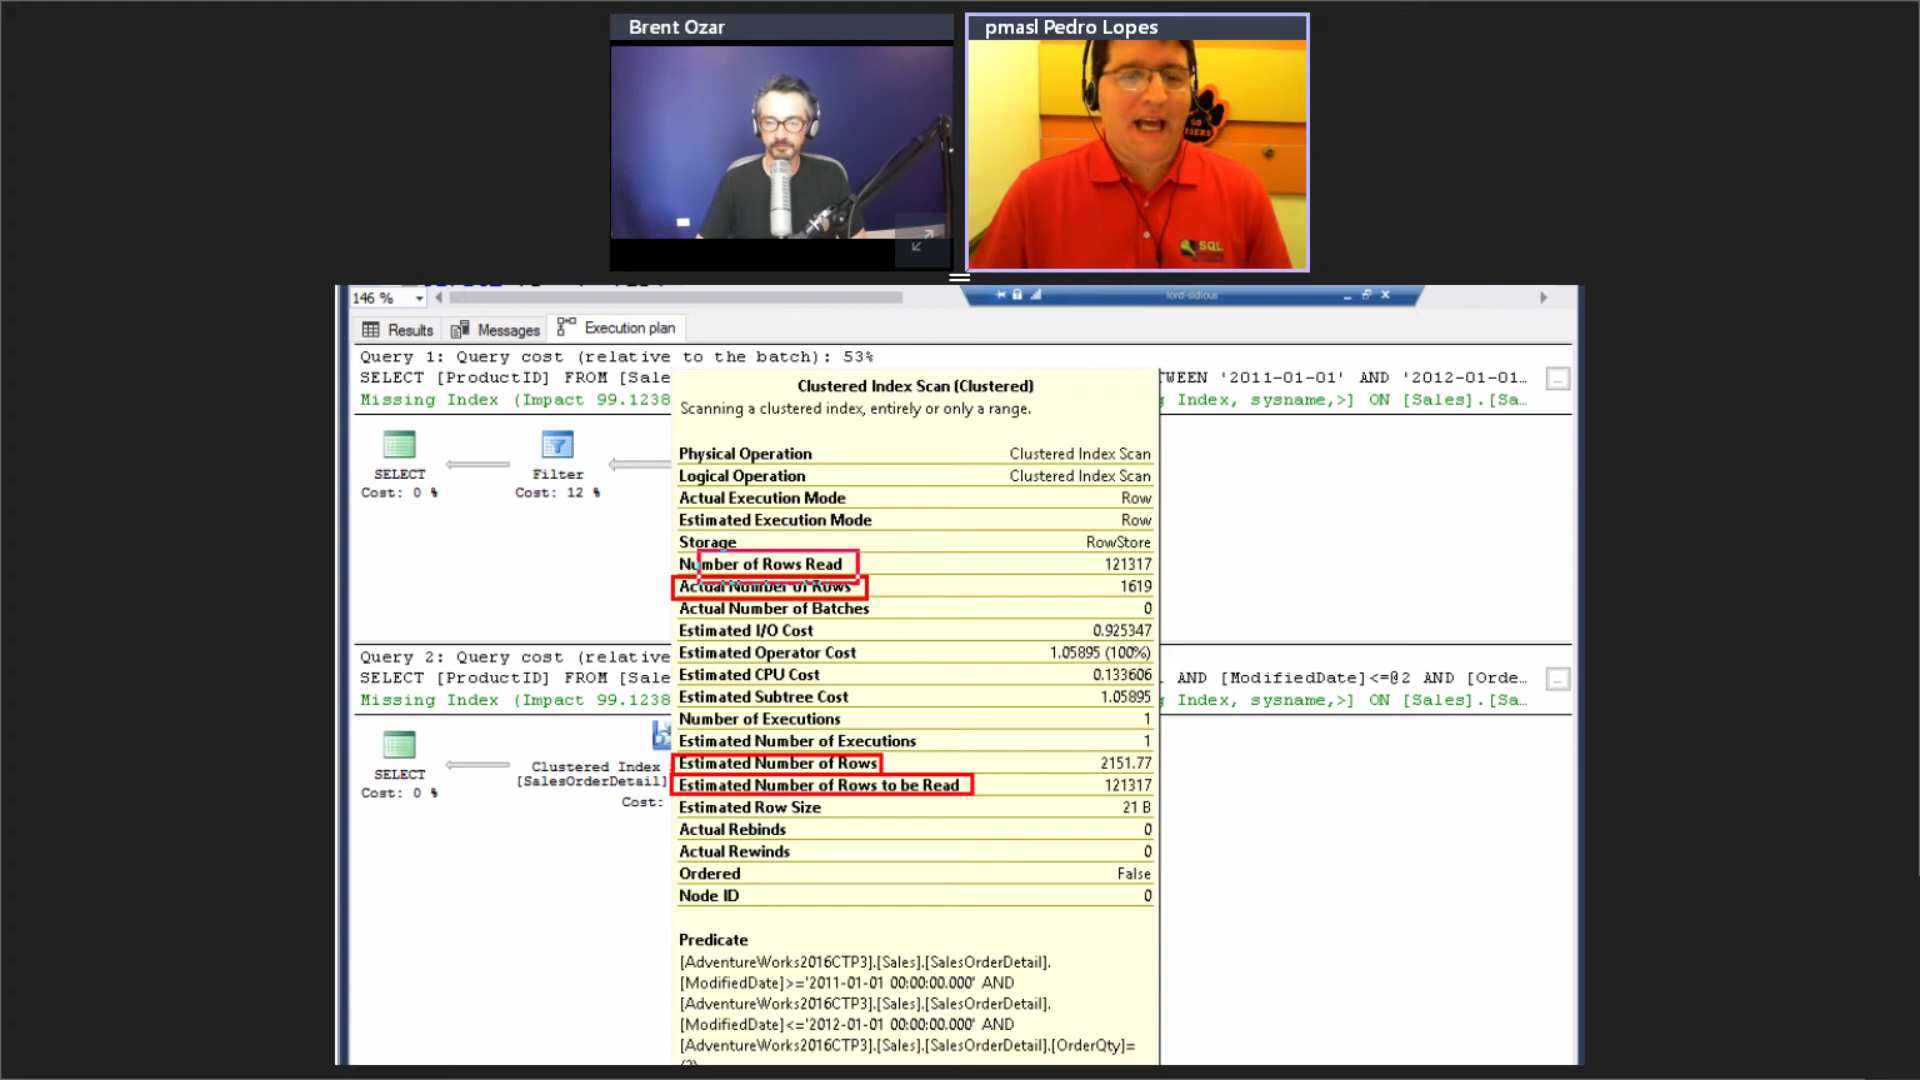 Brent Ozar
pmasl Pedro Lopes
GO
SQL
146 %
lord-sidious
Results
Messages
Execution plan
Query 1: Query cost (relative to the batch): 53%
SELECT [ProductID] FROM [Sale
TWEEN '2011-01-01' AND '2012-01-01…
...
Missing Index (Impact 99.1238
g Index, sysname,>] ON [Sales].[Sa…
SELECT
Cost: 0 %
Filter
Cost: 12 %
Clustered Index Scan (Clustered)
Scanning a clustered index, entirely or only a range.
Physical Operation Clustered Index Scan
Logical Operation Clustered Index Scan
Actual Execution Mode Row
Estimated Execution Mode Row
Storage RowStore
Number of Rows Read 121317
Actual Number of Rows 1619
Actual Number of Batches 0
Estimated I/O Cost 0.925347
Estimated Operator Cost 1.05895 (100%)
Estimated CPU Cost 0.133606
Estimated Subtree Cost 1.05895
Number of Executions 1
Estimated Number of Executions 1
Estimated Number of Rows 2151.77
Estimated Number of Rows to be Read 121317
Estimated Row Size 21 B
Actual Rebinds 0
Actual Rewinds 0
Ordered False
Node ID 0
Predicate
[AdventureWorks2016CTP3].[Sales].[SalesOrderDetail].
[ModifiedDate]>='2011-01-01 00:00:00.000' AND
[AdventureWorks2016CTP3].[Sales].[SalesOrderDetail].
[ModifiedDate]<='2012-01-01 00:00:00.000' AND
[AdventureWorks2016CTP3].[Sales].[SalesOrderDetail].[OrderQty]=
Query 2: Query cost (relative
SELECT [ProductID] FROM [Sale
AND [ModifiedDate]<=@2 AND [Orde…
...
Missing Index (Impact 99.1238
g Index, sysname,>] ON [Sales].[Sa…
SELECT
Cost: 0 %
Clustered Index
[SalesOrderDetail]
Cost: